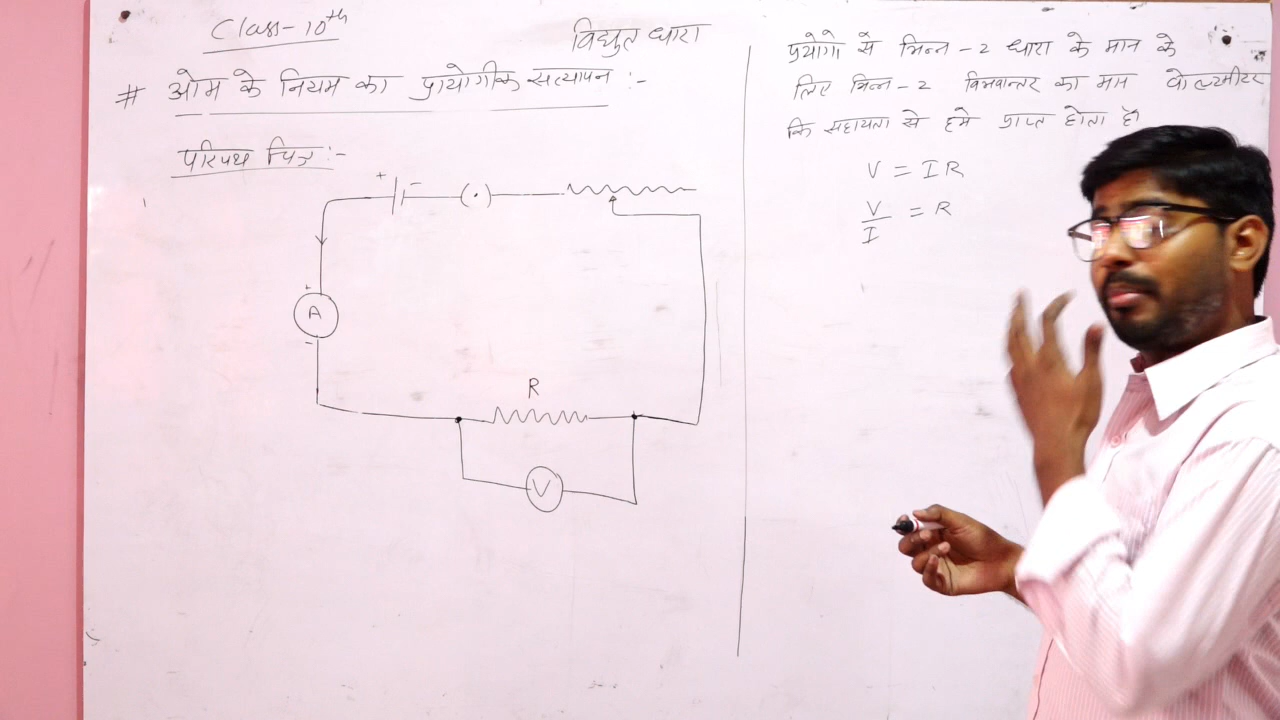 Class-10th
विद्युत धारा
# ओम के नियम का प्रायोगीक सत्यापन :-
परिपथ चित्र:-
+ -
(·)
+
A
-
R
V
प्रयोगो से भिन्न-2 धारा के मान के
लिए भिन्न-2 विभवान्तर का मान वोल्टमीटर
कि सहायता से हमे प्राप्त होता है
V = IR
V/I = R